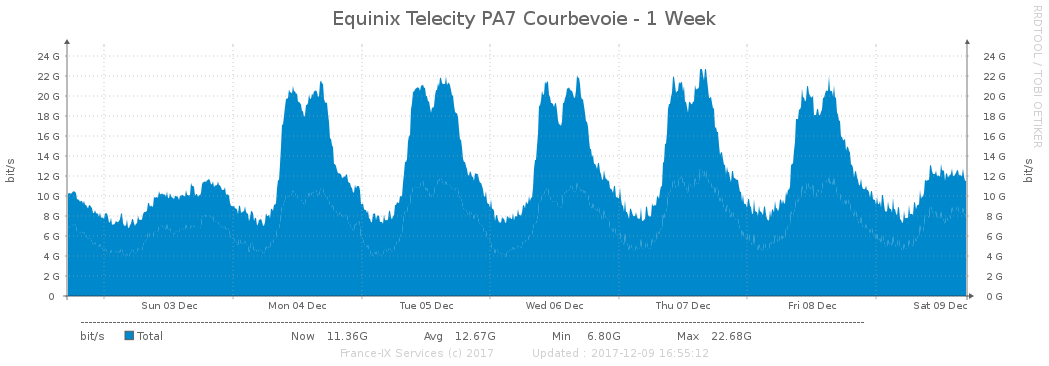 Equinix Telecity PA7 Courbevoie - 1 Week
RRDTOOL / TOBI OETIKER
bit/s
24 G 24 G
22 G 22 G
20 G 20 G
18 G 18 G
16 G 16 G
14 G 14 G
12 G 12 G
10 G 10 G
8 G 8 G
6 G 6 G
4 G 4 G
2 G 2 G
0 0 G
bit/s
Sun 03 Dec Mon 04 Dec Tue 05 Dec Wed 06 Dec Thu 07 Dec Fri 08 Dec Sat 09 Dec
bit/s Total Now 11.36G Avg 12.67G Min 6.80G Max 22.68G
France-IX Services (c) 2017 Updated : 2017-12-09 16:55:12